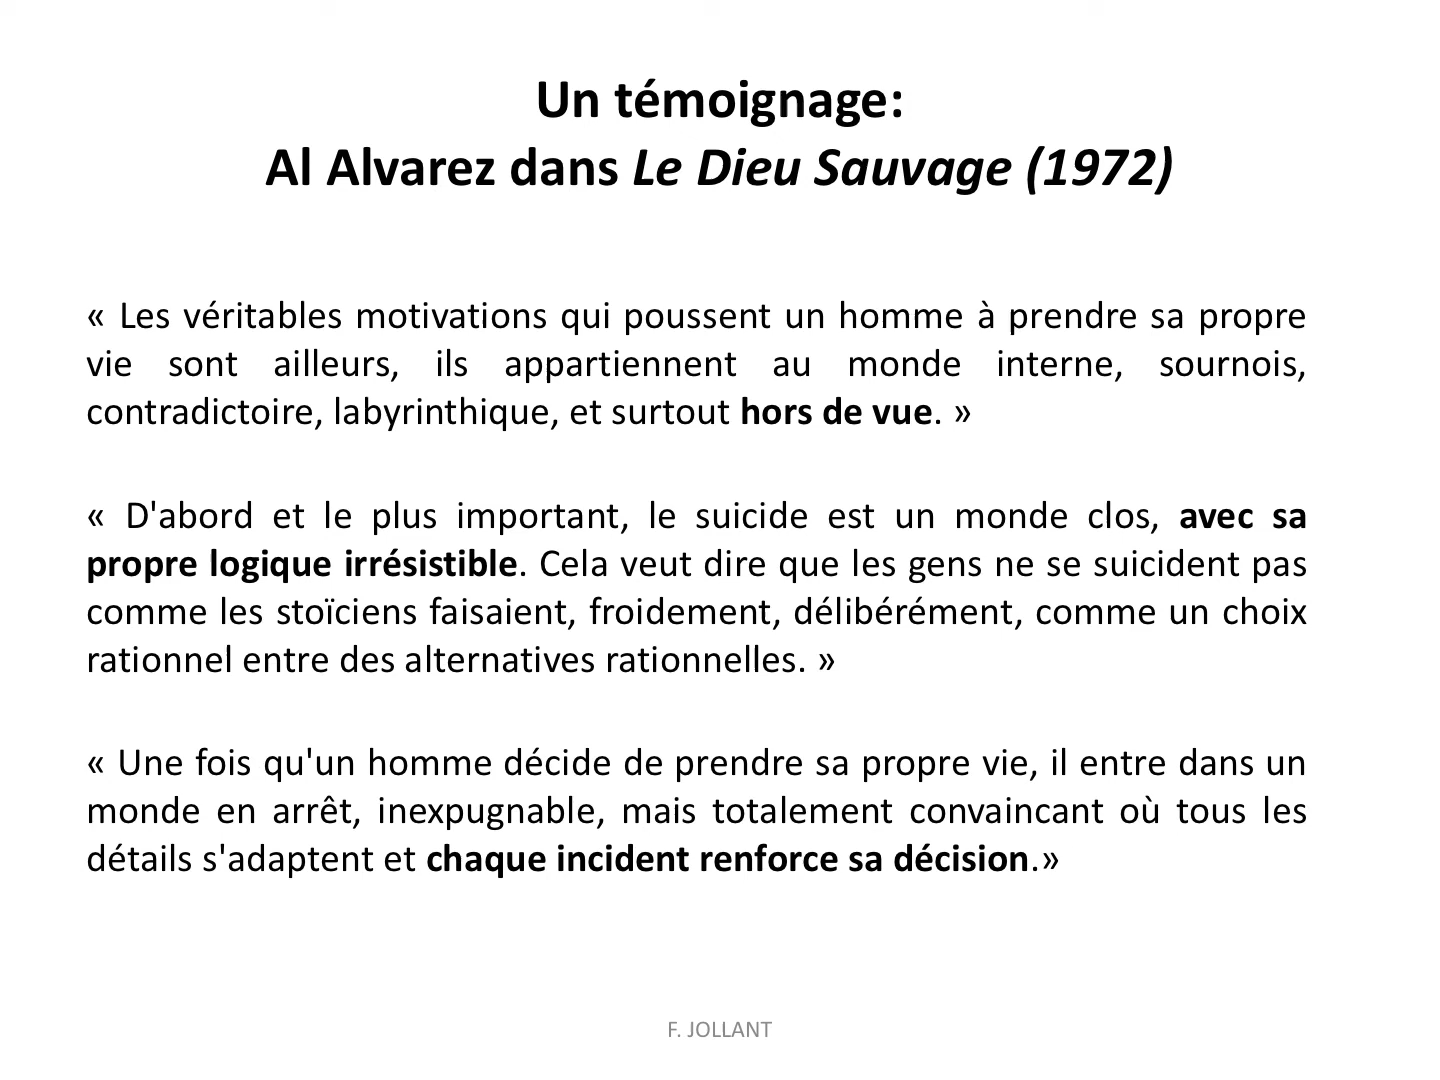 Un témoignage:
Al Alvarez dans Le Dieu Sauvage (1972)
« Les véritables motivations qui poussent un homme à prendre sa propre
vie sont ailleurs, ils appartiennent au monde interne, sournois,
contradictoire, labyrinthique, et surtout hors de vue. »
« D'abord et le plus important, le suicide est un monde clos, avec sa
propre logique irrésistible. Cela veut dire que les gens ne se suicident pas
comme les stoïciens faisaient, froidement, délibérément, comme un choix
rationnel entre des alternatives rationnelles. »
« Une fois qu'un homme décide de prendre sa propre vie, il entre dans un
monde en arrêt, inexpugnable, mais totalement convaincant où tous les
détails s'adaptent et chaque incident renforce sa décision.»
F. JOLLANT